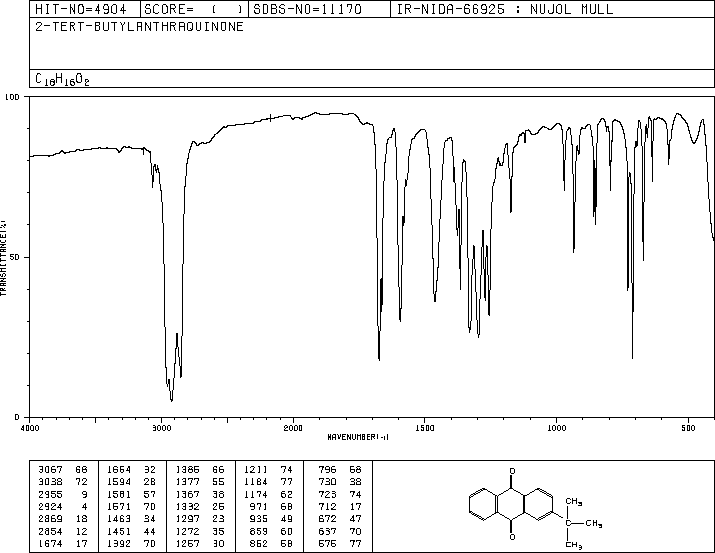 HIT-NO=4904 SCORE= ( ) SDBS-NO=11170 IR-NIDA-66925 : NUJOL MULL
2-TERT-BUTYLANTHRAQUINONE
C18H16O2
100
50
0
TRANSMITTANCE(%)
4000 3000 2000 1500 1000 500
WAVENUMBER(-1)
3067 68 1664 32 1386 66 1211 74 796 68
3038 72 1594 28 1377 55 1184 77 730 38
2955 9 1581 57 1367 38 1174 62 723 74
2924 4 1571 70 1332 26 971 68 712 17
2869 18 1463 34 1297 23 935 49 672 47
2854 12 1451 44 1272 35 859 60 637 70
1674 17 1392 70 1257 30 852 58 575 77
O
O
CH3
CH3
CH3
C